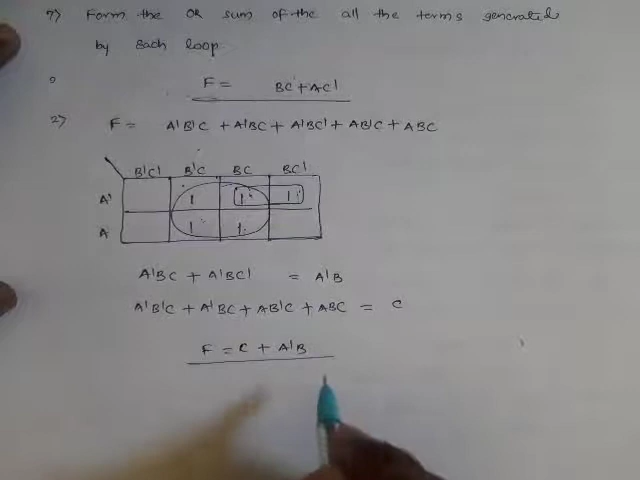 7) Form the OR sum of the all the terms generated
by each loop.
F = BC + AC'
2) F = A'B'C + A'BC + A'BC' + AB'C + ABC
B'C' B'C BC BC'
A' 1 1 1
A 1 1
A'BC + A'BC' = A'B
A'B'C + A'BC + AB'C + ABC = C
F = C + A'B